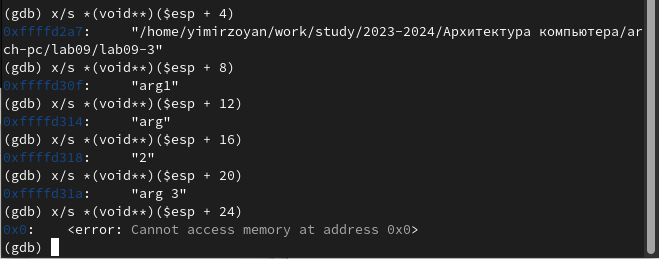 (gdb) x/s *(void**)($esp + 4)
0xffffd2a7:     "/home/yimirzoyan/work/study/2023-2024/Архитектура компьютера/ar
ch-pc/lab09/lab09-3"
(gdb) x/s *(void**)($esp + 8)
0xffffd30f:     "arg1"
(gdb) x/s *(void**)($esp + 12)
0xffffd314:     "arg"
(gdb) x/s *(void**)($esp + 16)
0xffffd318:     "2"
(gdb) x/s *(void**)($esp + 20)
0xffffd31a:     "arg 3"
(gdb) x/s *(void**)($esp + 24)
0x0:    <error: Cannot access memory at address 0x0>
(gdb)